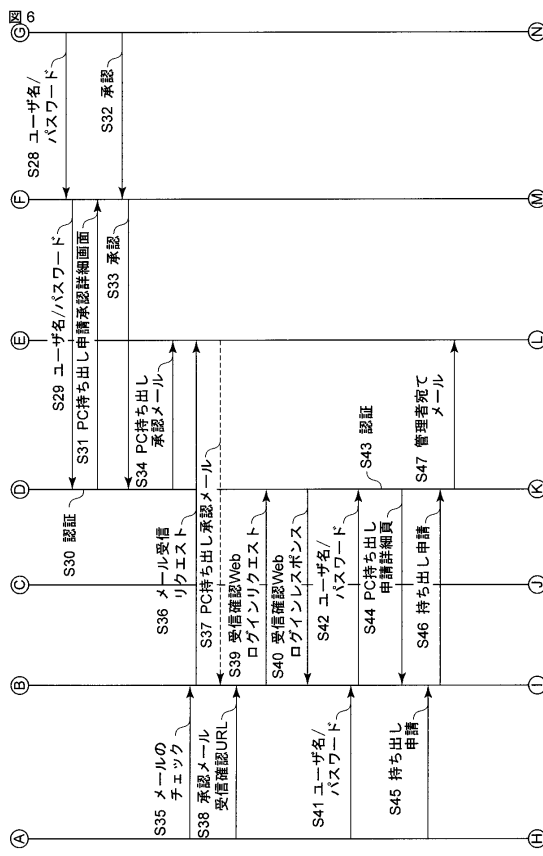 図6
Ⓐ
Ⓑ
Ⓒ
Ⓓ
Ⓔ
Ⓕ
Ⓖ
S28 ユーザ名/
パスワード
S29 ユーザ名/パスワード
S30 認証
S31 PC持ち出し申請承認詳細画面
S32 承認
S33 承認
S34 PC持ち出し
承認メール
S35 メールの
チェック
S36 メール受信
リクエスト
S37 PC持ち出し承認メール
S38 承認メール
受信確認URL
S39 受信確認Web
ログインリクエスト
S40 受信確認Web
ログインレスポンス
S41 ユーザ名/
パスワード
S42 ユーザ名/
パスワード
S43 認証
S44 PC持ち出し
申請詳細頁
S45 持ち出し
申請
S46 持ち出し申請
S47 管理者宛て
メール
Ⓗ
Ⓘ
Ⓙ
Ⓚ
Ⓛ
Ⓜ
Ⓝ